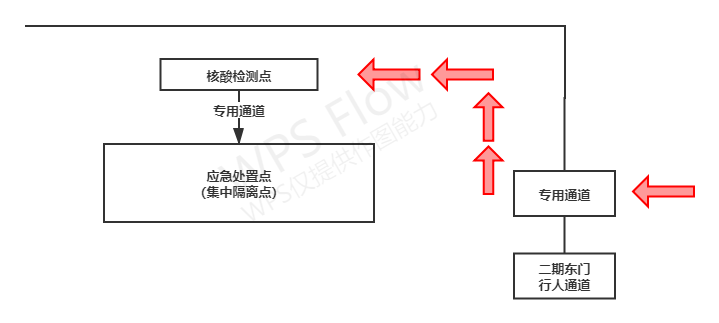 核酸检测点
专用通道
应急处置点
(集中隔离点)
专用通道
二期东门
行人通道
WPS Flow
WPS仅提供作图能力